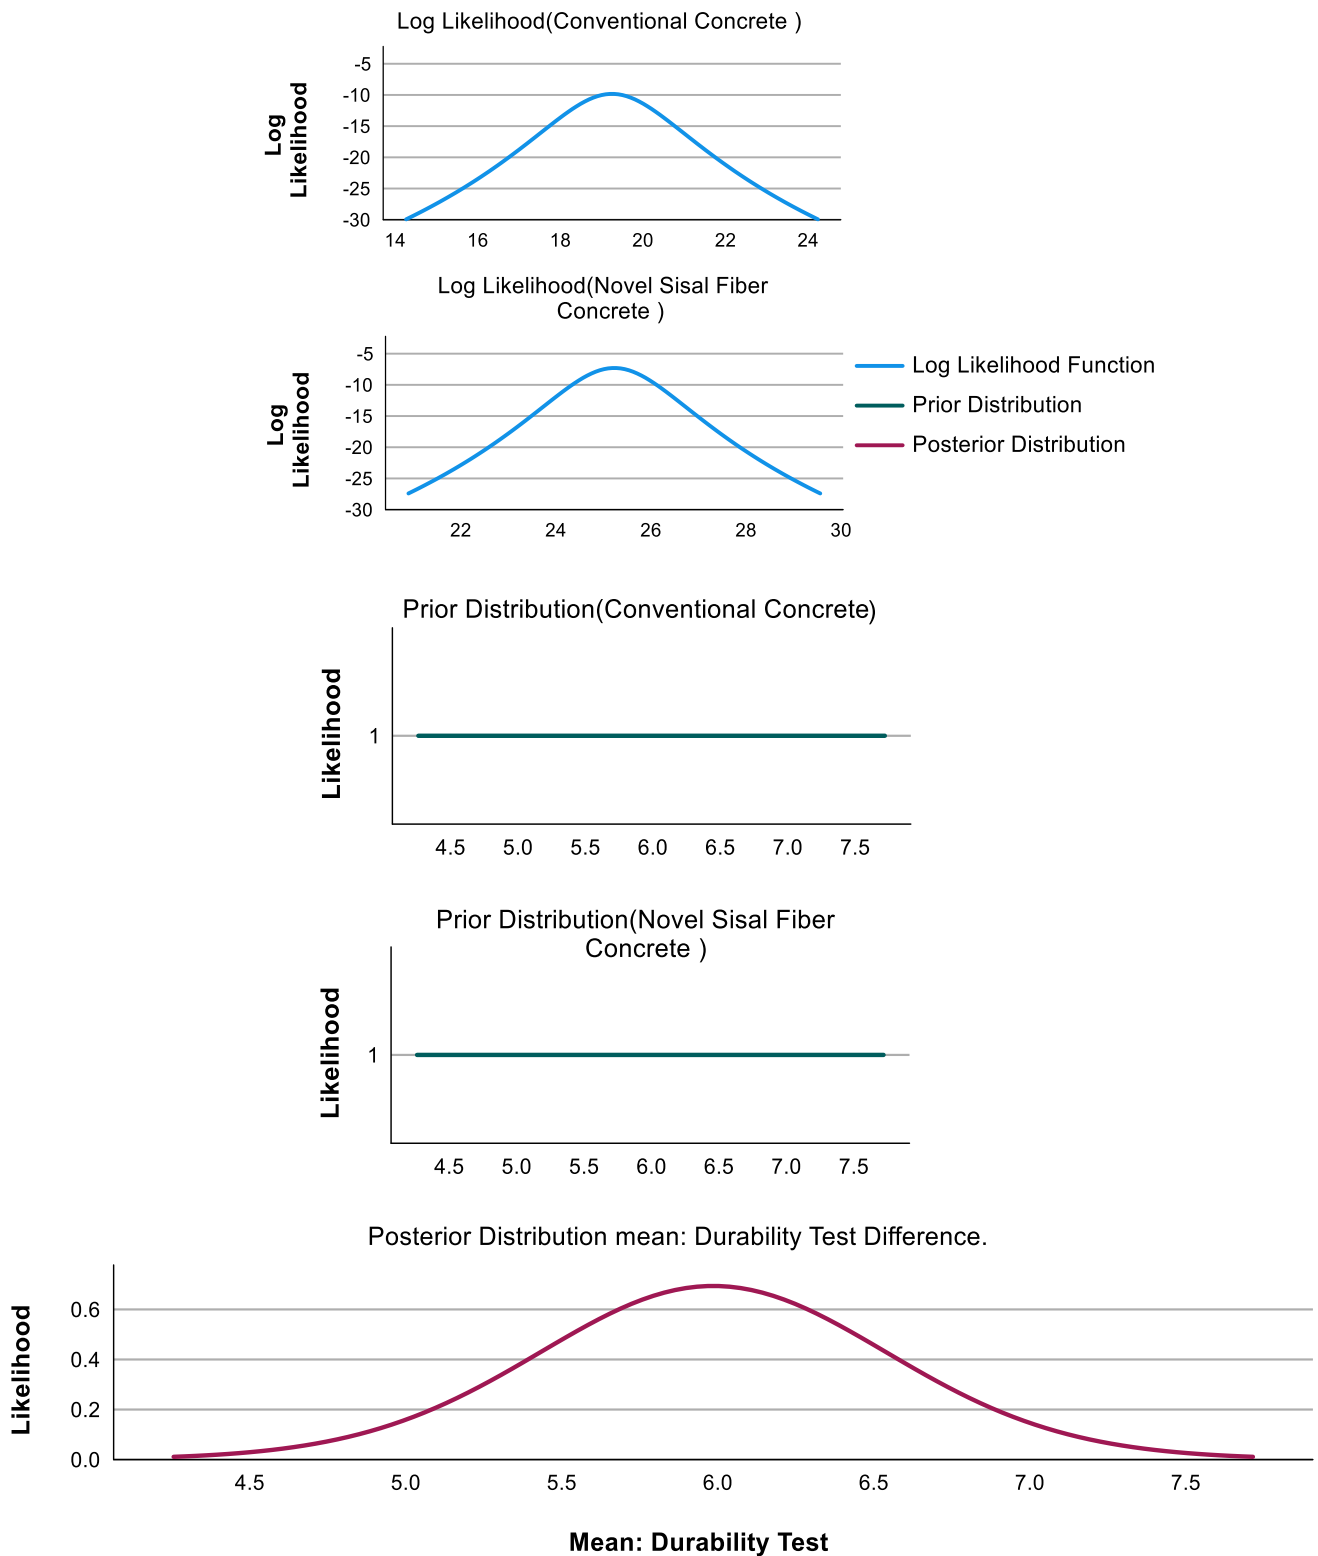 Log Likelihood(Conventional Concrete )
Log
Likelihood
-5
-10
-15
-20
-25
-30
14 16 18 20 22 24
Log Likelihood(Novel Sisal Fiber
Concrete )
Log
Likelihood
-5
-10
-15
-20
-25
-30
22 24 26 28 30
Log Likelihood Function
Prior Distribution
Posterior Distribution
Prior Distribution(Conventional Concrete)
Likelihood
1
4.5 5.0 5.5 6.0 6.5 7.0 7.5
Prior Distribution(Novel Sisal Fiber
Concrete )
Likelihood
1
4.5 5.0 5.5 6.0 6.5 7.0 7.5
Posterior Distribution mean: Durability Test Difference.
Likelihood
0.6
0.4
0.2
0.0
4.5 5.0 5.5 6.0 6.5 7.0 7.5
Mean: Durability Test